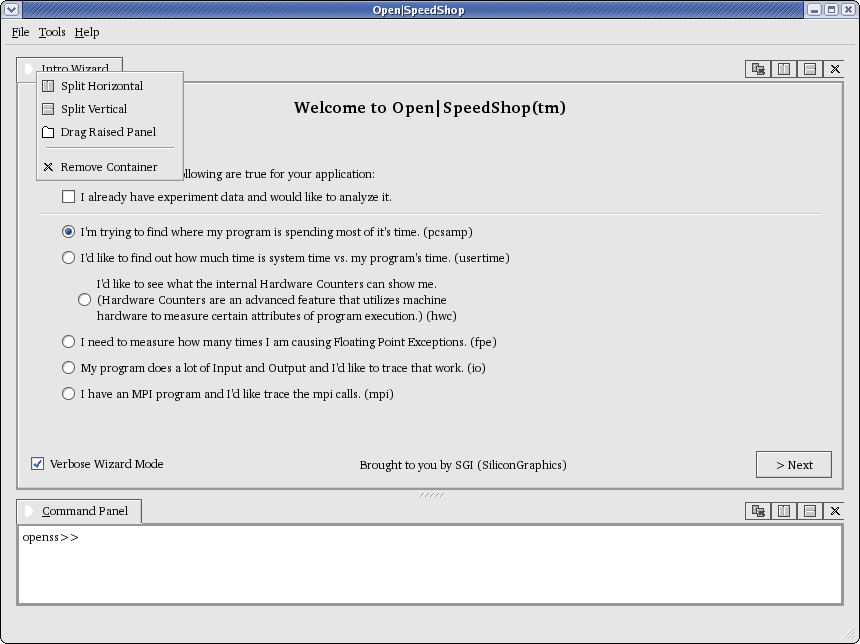 Open|SpeedShop
File Tools Help
Intro Wizard
Split Horizontal
Split Vertical
Drag Raised Panel
Remove Container
Welcome to Open|SpeedShop(tm)
following are true for your application:
I already have experiment data and would like to analyze it.
I'm trying to find where my program is spending most of it's time. (pcsamp)
I'd like to find out how much time is system time vs. my program's time. (usertime)
I'd like to see what the internal Hardware Counters can show me.
(Hardware Counters are an advanced feature that utilizes machine
hardware to measure certain attributes of program execution.) (hwc)
I need to measure how many times I am causing Floating Point Exceptions. (fpe)
My program does a lot of Input and Output and I'd like to trace that work. (io)
I have an MPI program and I'd like trace the mpi calls. (mpi)
Verbose Wizard Mode
Brought to you by SGI (SiliconGraphics)
> Next
Command Panel
openss>>